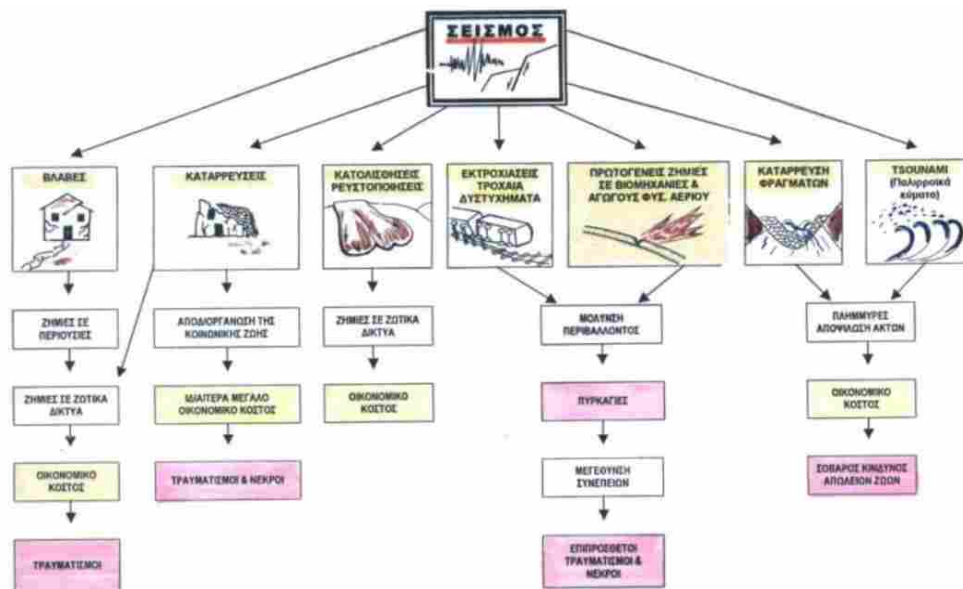 ΣΕΙΣΜΟΣ
ΒΛΑΒΕΣ
ΚΑΤΑΡΡΕΥΣΕΙΣ
ΚΑΤΟΛΙΣΘΗΣΕΙΣ
ΡΕΥΣΤΟΠΟΙΗΣΕΙΣ
ΕΚΤΡΟΧΙΑΣΕΙΣ
ΤΡΟΧΑΙΑ
ΔΥΣΤΥΧΗΜΑΤΑ
ΠΡΩΤΟΓΕΝΕΙΣ ΖΗΜΙΕΣ
ΣΕ ΒΙΟΜΗΧΑΝΙΕΣ &
ΑΓΩΓΟΥΣ ΦΥΣ. ΑΕΡΙΟΥ
ΚΑΤΑΡΡΕΥΣΗ
ΦΡΑΓΜΑΤΩΝ
TSOUNAMI
(Παλιρροικά
κύματα)
ΖΗΜΙΕΣ ΣΕ
ΠΕΡΙΟΥΣΙΕΣ
ΑΠΟΔΙΟΡΓΑΝΩΣΗ ΤΗΣ
ΚΟΙΝΩΝΙΚΗΣ ΖΩΗΣ
ΖΗΜΙΕΣ ΣΕ ΖΩΤΙΚΑ
ΔΙΚΤΥΑ
ΜΟΛΥΝΣΗ
ΠΕΡΙΒΑΛΛΟΝΤΟΣ
ΠΛΗΜΜΥΡΕΣ
ΑΠΟΨΙΛΩΣΗ ΑΚΤΩΝ
ΖΗΜΙΕΣ ΣΕ ΖΩΤΙΚΑ
ΔΙΚΤΥΑ
ΙΔΙΑΙΤΕΡΑ ΜΕΓΑΛΟ
ΟΙΚΟΝΟΜΙΚΟ ΚΟΣΤΟΣ
ΟΙΚΟΝΟΜΙΚΟ
ΚΟΣΤΟΣ
ΠΥΡΚΑΓΙΕΣ
ΟΙΚΟΝΟΜΙΚΟ
ΚΟΣΤΟΣ
ΟΙΚΟΝΟΜΙΚΟ
ΚΟΣΤΟΣ
ΤΡΑΥΜΑΤΙΣΜΟΙ & ΝΕΚΡΟΙ
ΜΕΓΕΘΥΝΣΗ
ΣΥΝΕΠΕΙΩΝ
ΣΟΒΑΡΟΣ ΚΙΝΔΥΝΟΣ
ΑΠΩΛΕΙΩΝ ΖΩΩΝ
ΤΡΑΥΜΑΤΙΣΜΟΙ
ΕΠΙΠΡΟΣΘΕΤΟΙ
ΤΡΑΥΜΑΤΙΣΜΟΙ &
ΝΕΚΡΟΙ